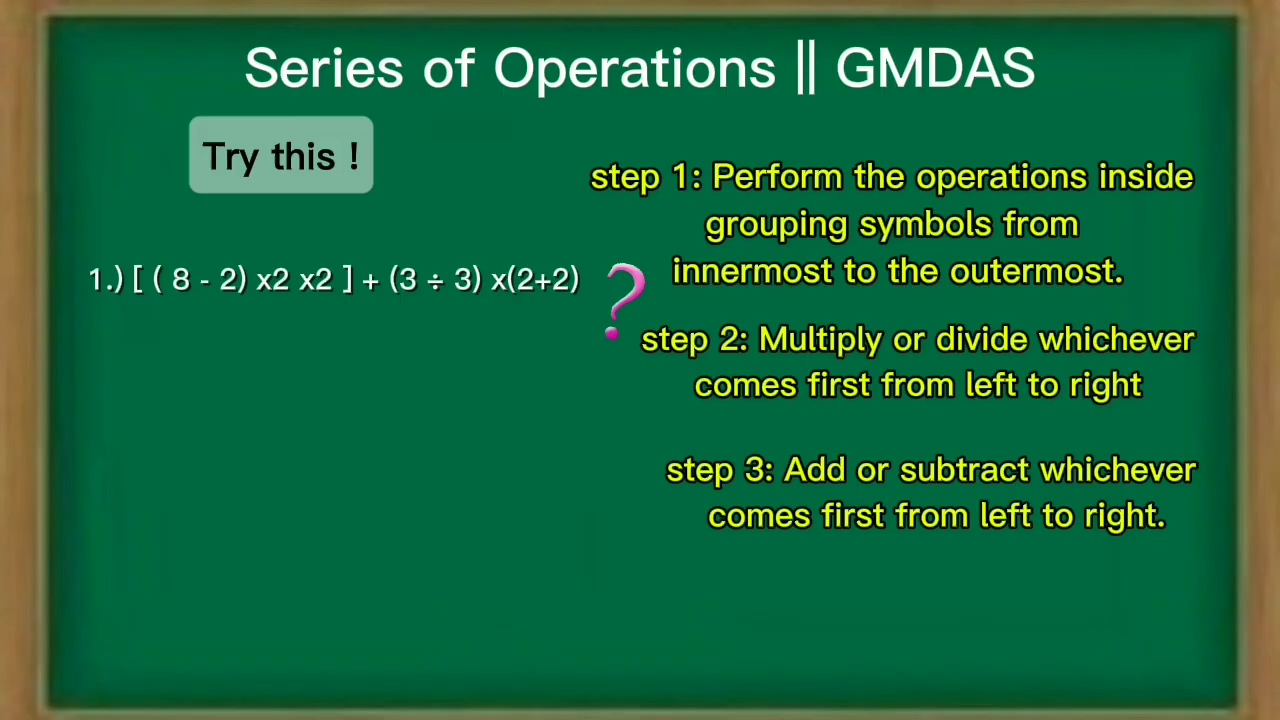 Series of Operations || GMDAS
Try this !
step 1: Perform the operations inside
grouping symbols from
innermost to the outermost.
1.) [ ( 8 - 2) x2 x2 ] + (3 ÷ 3) x(2+2) ?
step 2: Multiply or divide whichever
comes first from left to right
step 3: Add or subtract whichever
comes first from left to right.